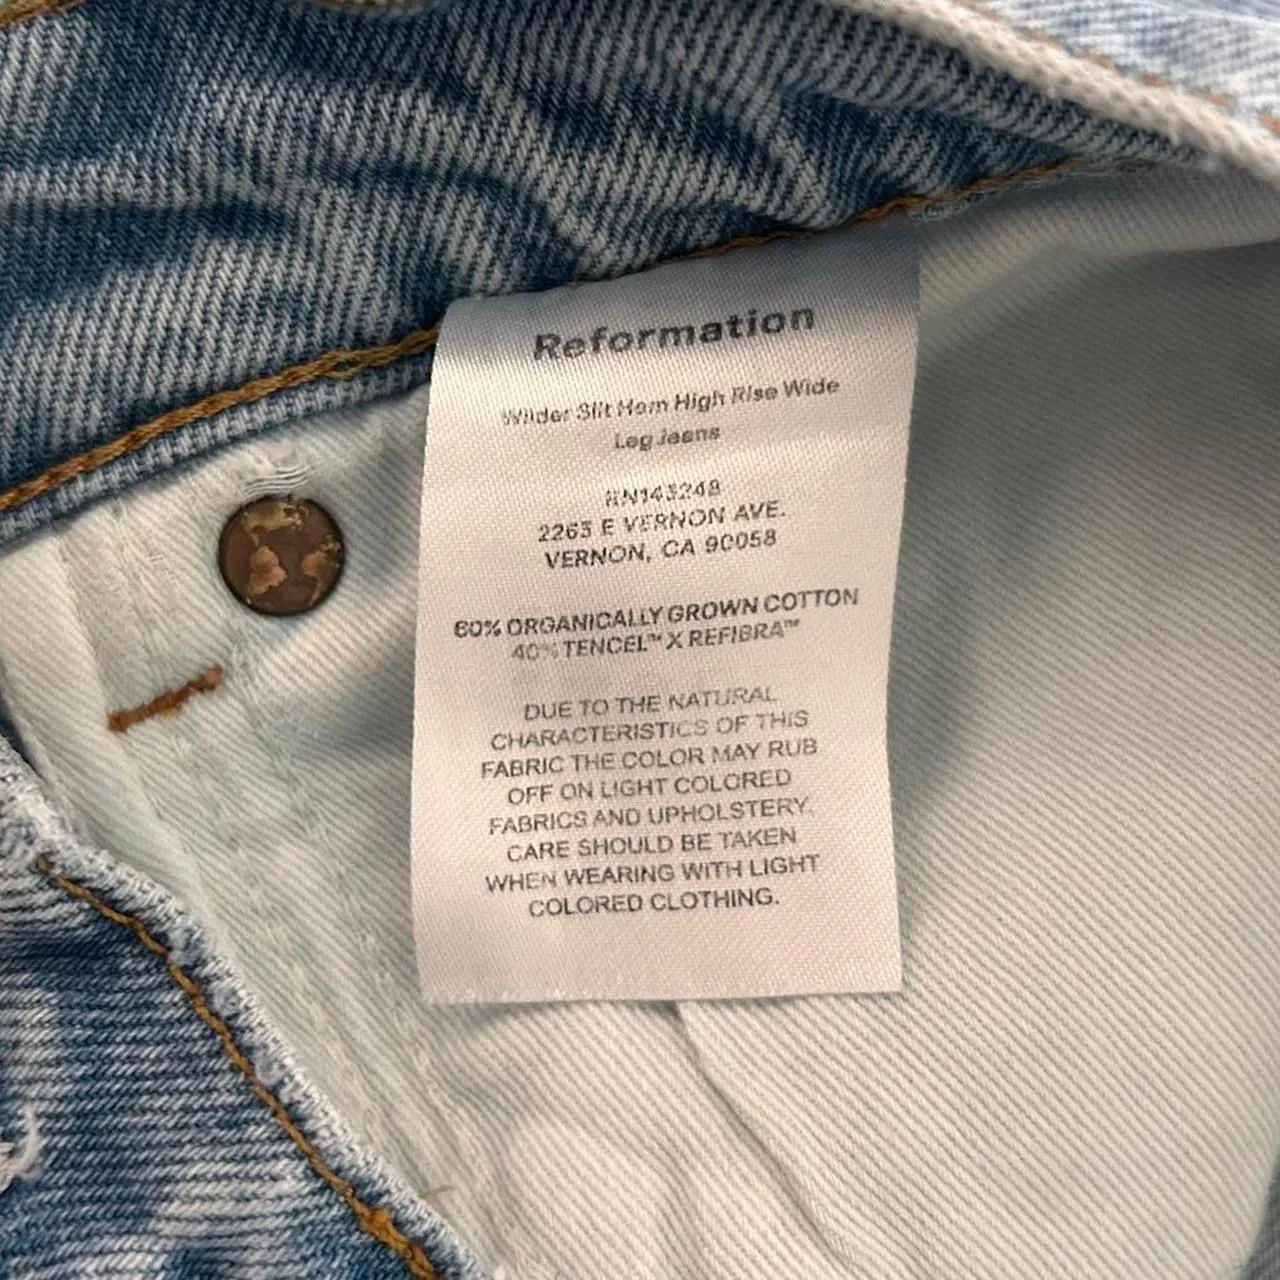 Reformation
Wilder Slit Hem High Rise Wide
Leg Jeans
RN143248
2263 E VERNON AVE.
VERNON, CA 90058
60% ORGANICALLY GROWN COTTON
40% TENCEL™ X REFIBRA™
DUE TO THE NATURAL
CHARACTERISTICS OF THIS
FABRIC THE COLOR MAY RUB
OFF ON LIGHT COLORED
FABRICS AND UPHOLSTERY.
CARE SHOULD BE TAKEN
WHEN WEARING WITH LIGHT
COLORED CLOTHING.